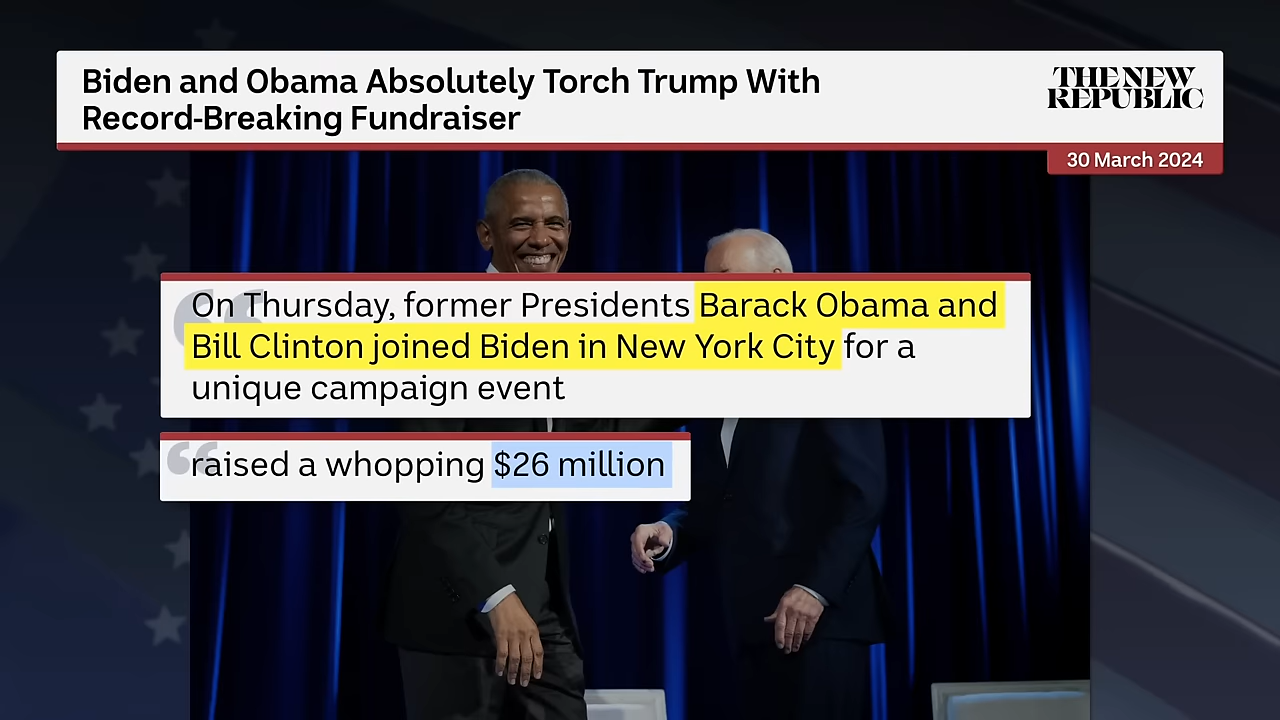 Biden and Obama Absolutely Torch Trump With
Record-Breaking Fundraiser
THE NEW
REPUBLIC
30 March 2024
On Thursday, former Presidents Barack Obama and
Bill Clinton joined Biden in New York City for a
unique campaign event
raised a whopping $26 million